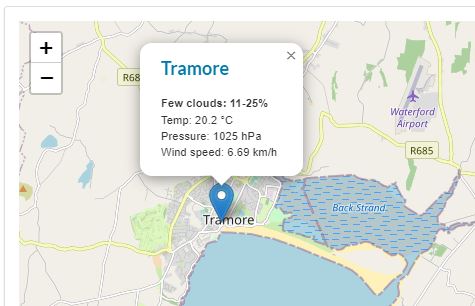 +
−
Tramore
×
Few clouds: 11-25%
Temp: 20.2 °C
Pressure: 1025 hPa
Wind speed: 6.69 km/h
R685
Waterford
Airport
R685
Back Strand
Tramore